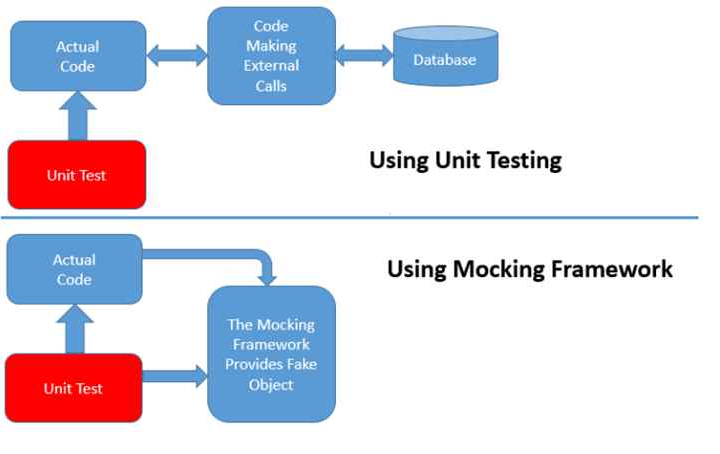 Actual
Code
Code
Making
External
Calls
Database
Unit Test
Using Unit Testing
Actual
Code
Using Mocking Framework
The Mocking
Framework
Provides Fake
Object
Unit Test